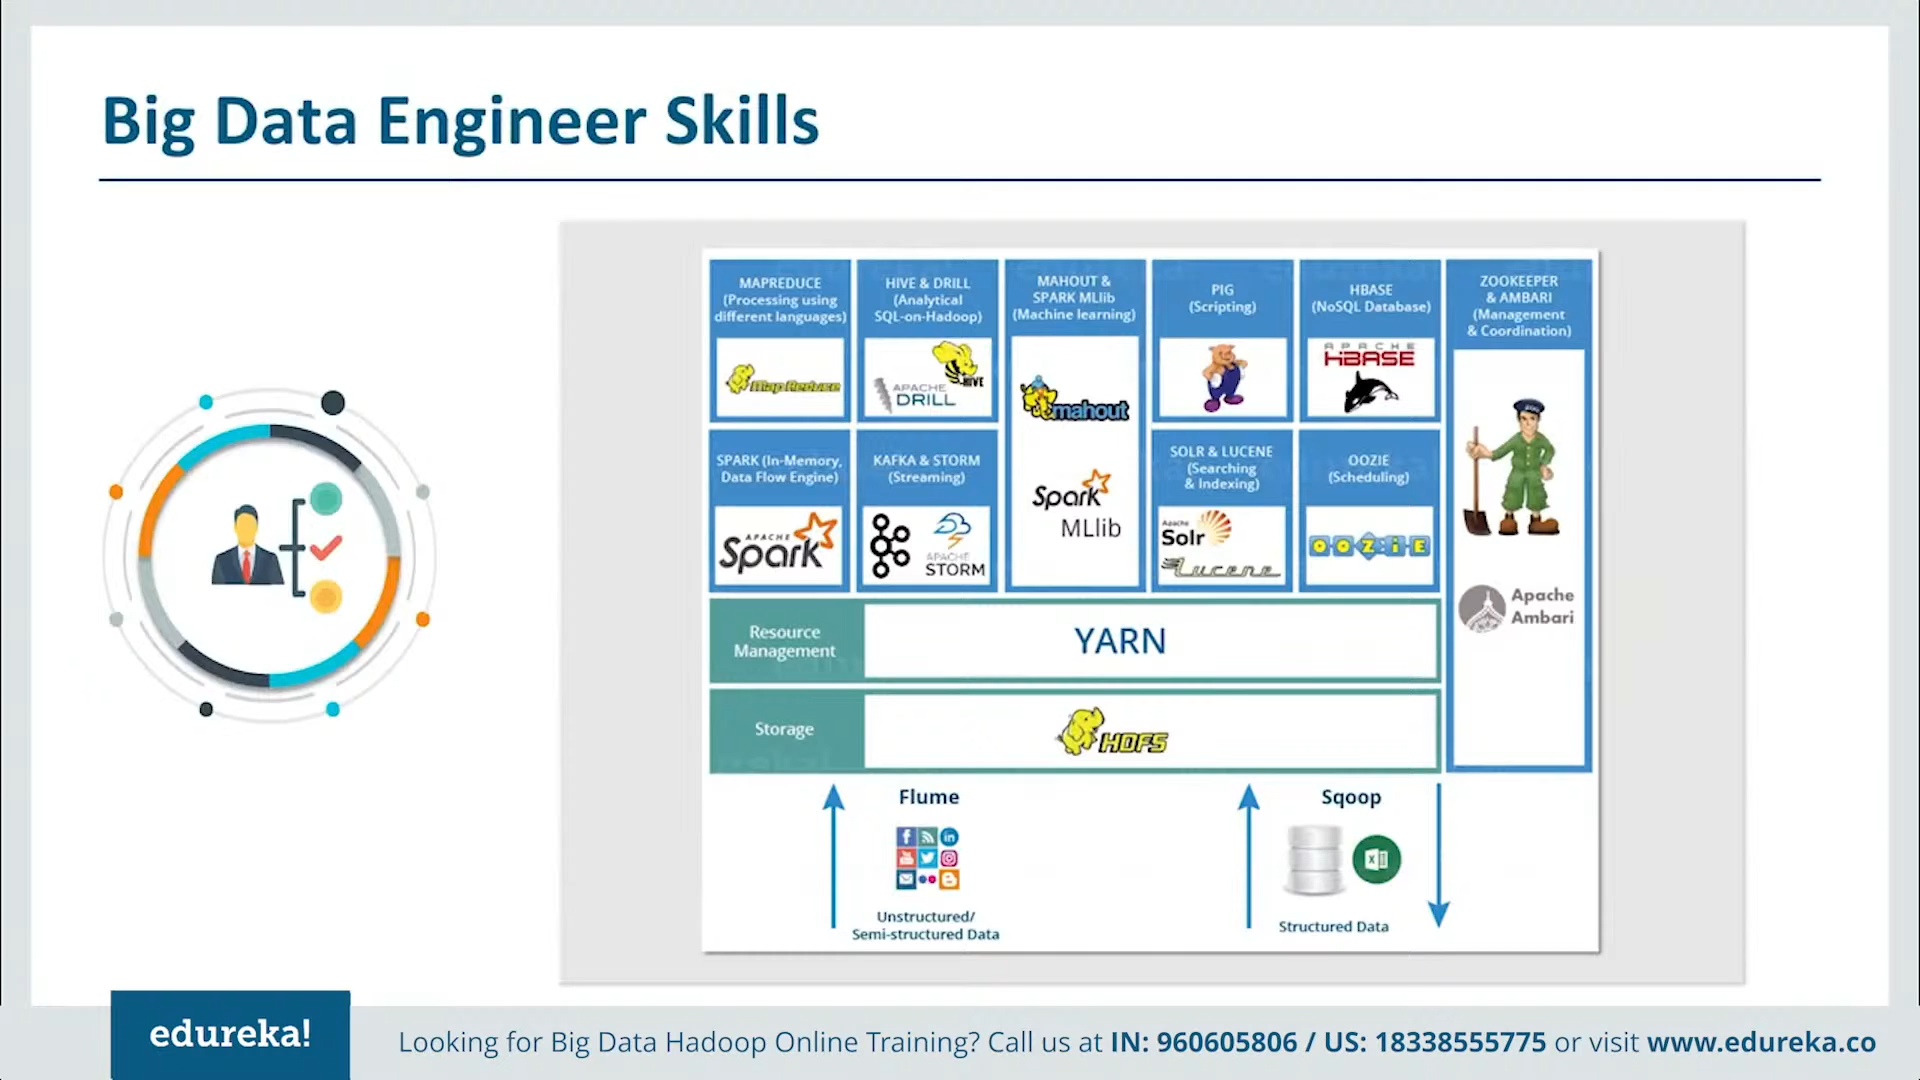 Big Data Engineer Skills
MAPREDUCE
(Processing using
different languages)
Map Reduce
HIVE & DRILL
(Analytical
SQL-on-Hadoop)
HIVE
APACHE
DRILL
MAHOUT &
SPARK MLlib
(Machine learning)
mahout
Spark
MLlib
PIG
(Scripting)
HBASE
(NoSQL Database)
APACHE
HBASE
ZOOKEEPER
& AMBARI
(Management
& Coordination)
Apache
Ambari
SPARK (In-Memory,
Data Flow Engine)
APACHE
Spark
KAFKA & STORM
(Streaming)
APACHE
STORM
SOLR & LUCENE
(Searching
& Indexing)
Apache
Solr
Lucene
OOZIE
(Scheduling)
OOZIE
Resource
Management
YARN
Storage
HDFS
Flume
Unstructured/
Semi-structured Data
Sqoop
Structured Data
edureka!
Looking for Big Data Hadoop Online Training? Call us at IN: 960605806 / US: 18338555775 or visit www.edureka.co